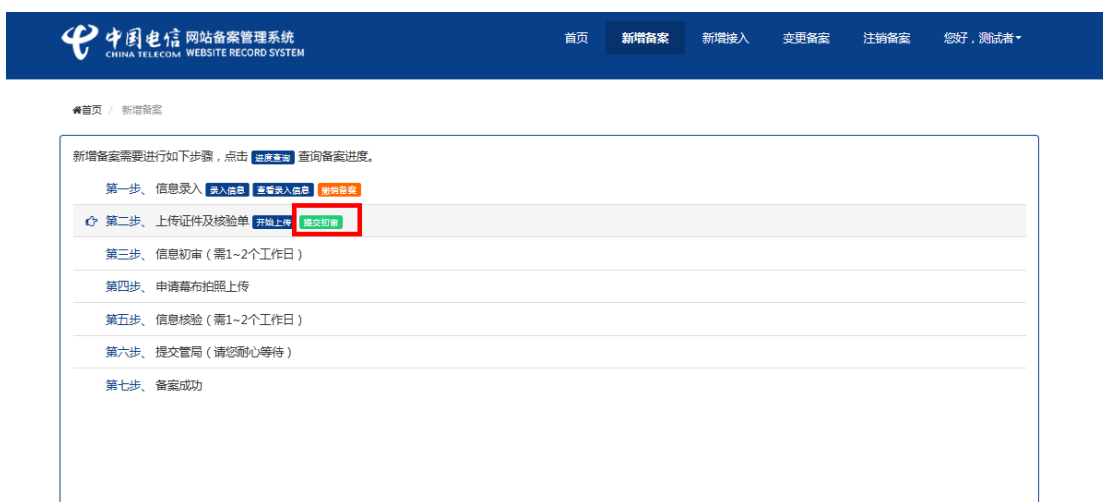 中国电信 网站备案管理系统
CHINA TELECOM WEBSITE RECORD SYSTEM
首页 新增备案 新增接入 变更备案 注销备案 您好，测试者
首页 / 新增备案
新增备案需要进行如下步骤，点击 进度查询 查询备案进度。
第一步、 信息录入 录入信息 查看录入信息 撤销备案
第二步、 上传证件及核验单 开始上传 提交初审
第三步、 信息初审（需1~2个工作日）
第四步、 申请幕布拍照上传
第五步、 信息核验（需1~2个工作日）
第六步、 提交管局（请您耐心等待）
第七步、 备案成功